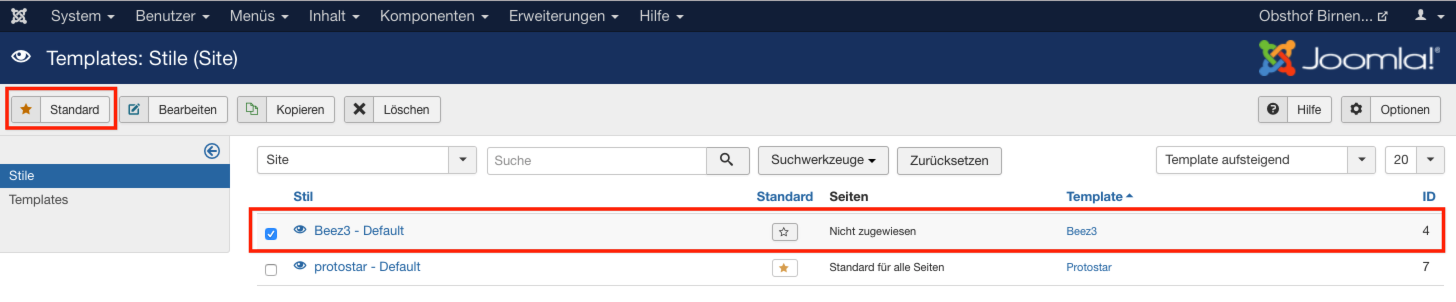 System Benutzer Menüs Inhalt Komponenten Erweiterungen Hilfe Obsthof Birnen...
Templates: Stile (Site) Joomla!®
Standard Bearbeiten Kopieren Löschen Hilfe Optionen
Site Suche Suchwerkzeuge Zurücksetzen Template aufsteigend 20
Stile
Templates
Stil Standard Seiten Template ID
Beez3 - Default Nicht zugewiesen Beez3 4
protostar - Default Standard für alle Seiten Protostar 7